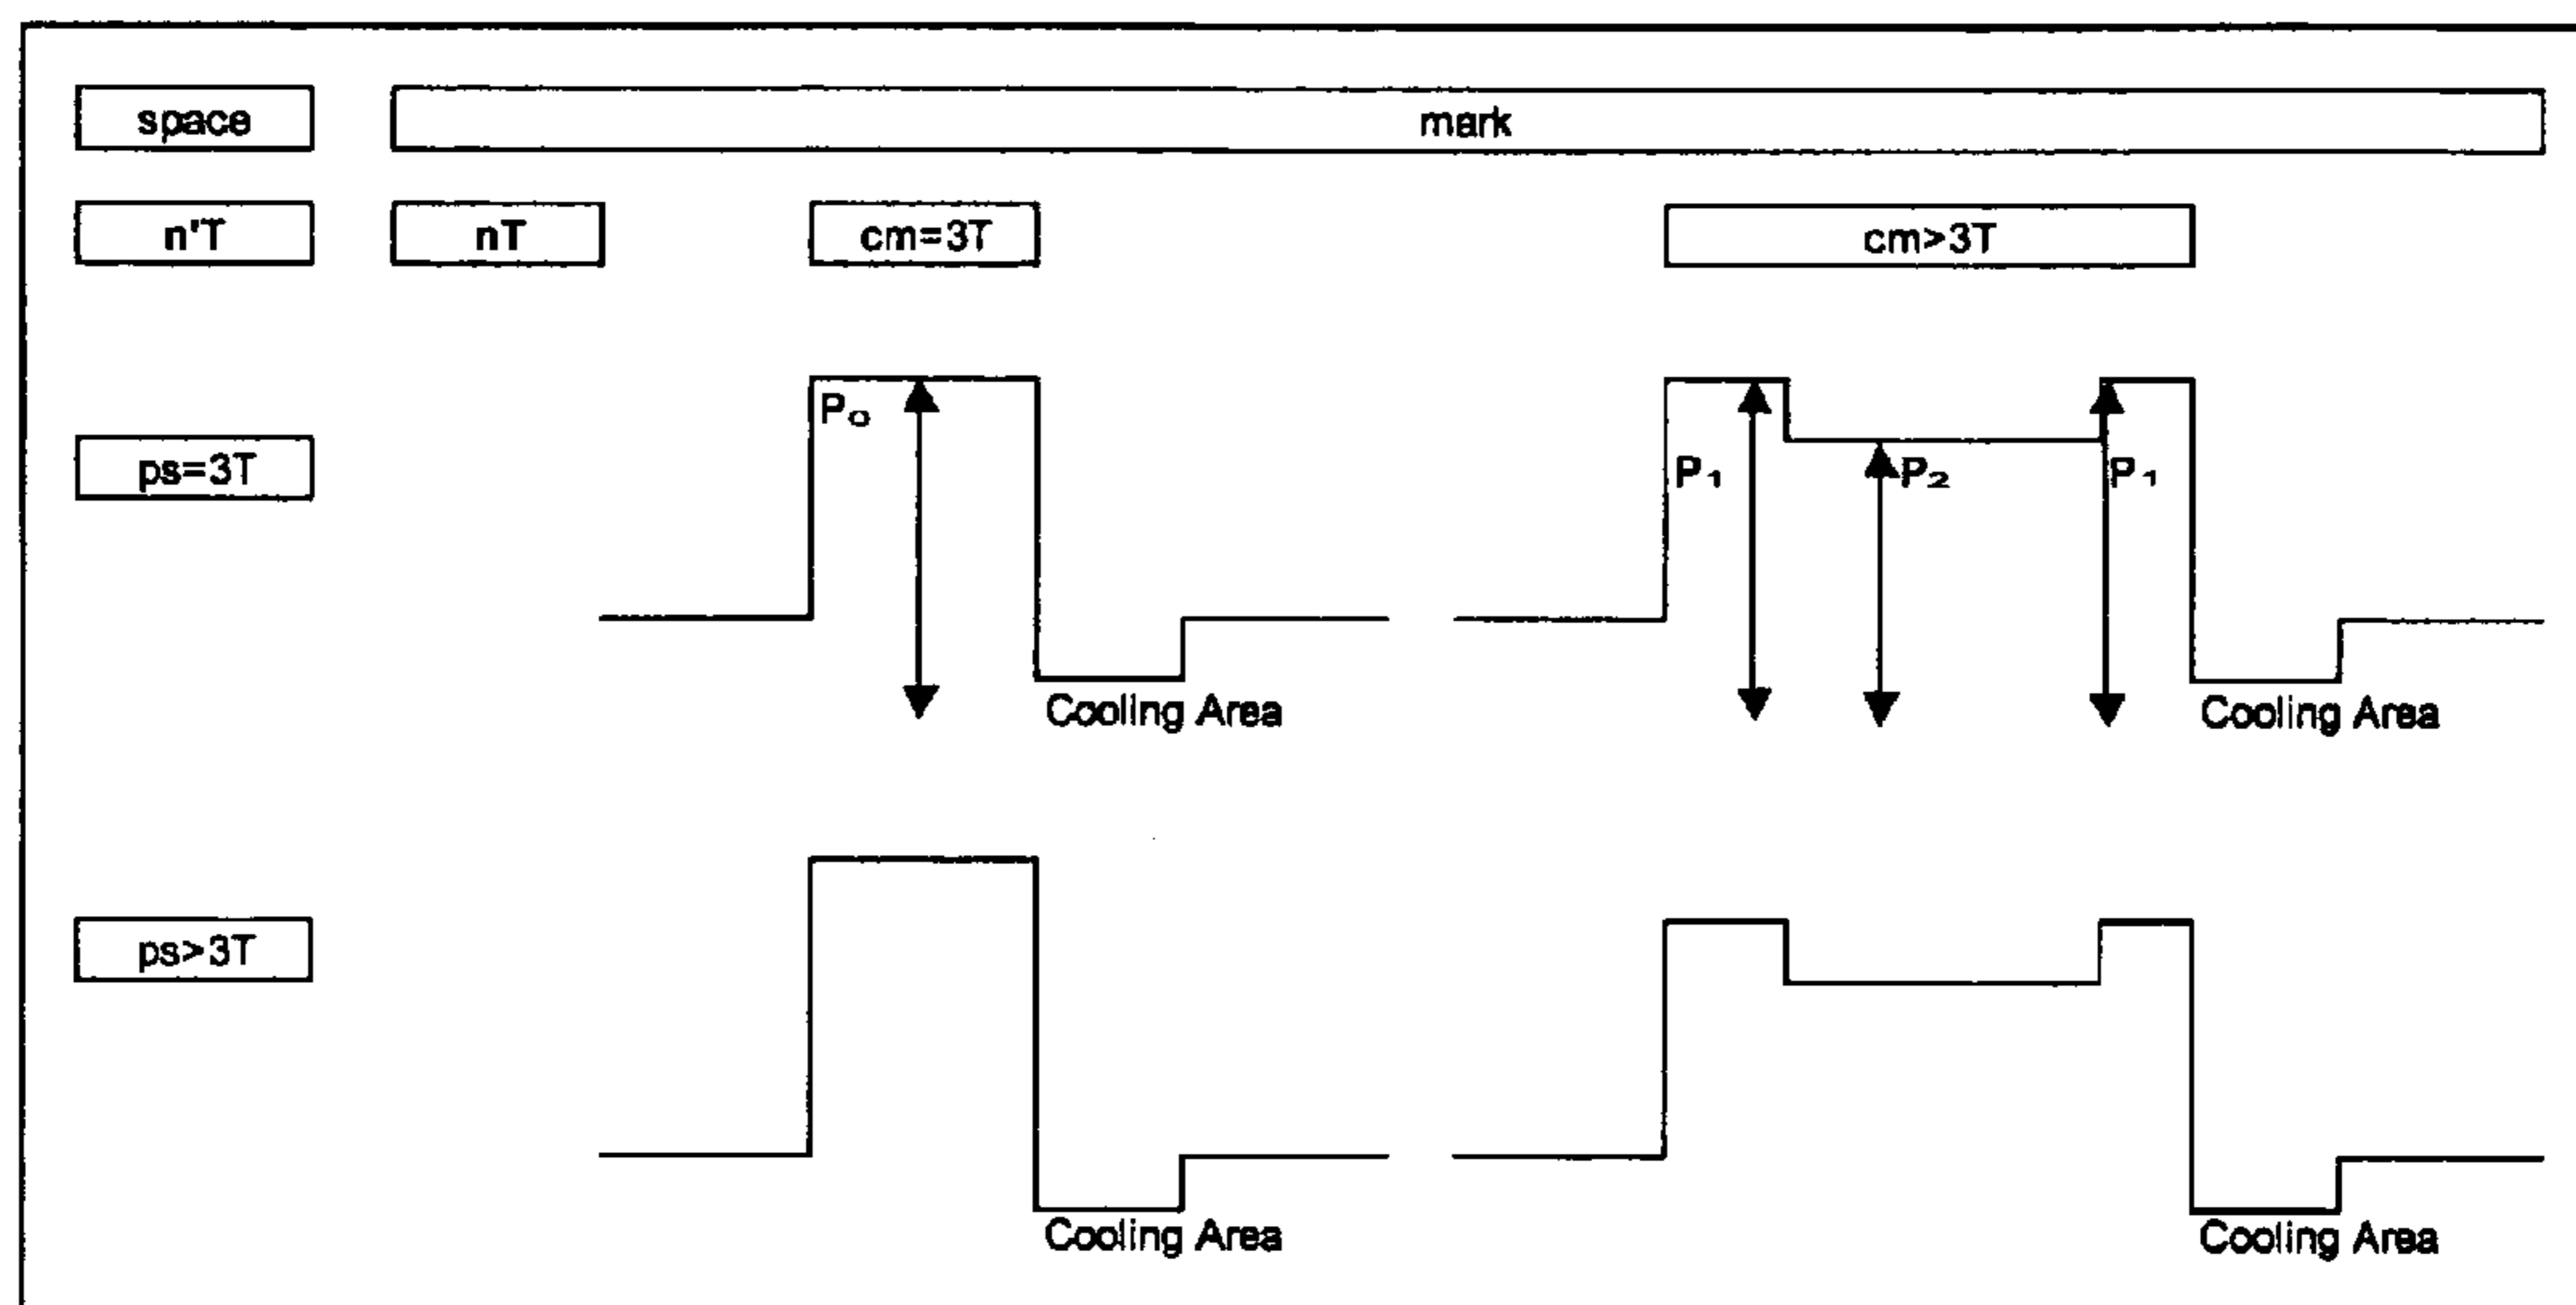 space mark
n'T nT cm=3T cm>3T
P₀
ps=3T P₁ P₂ P₁
Cooling Area Cooling Area
ps>3T
Cooling Area Cooling Area